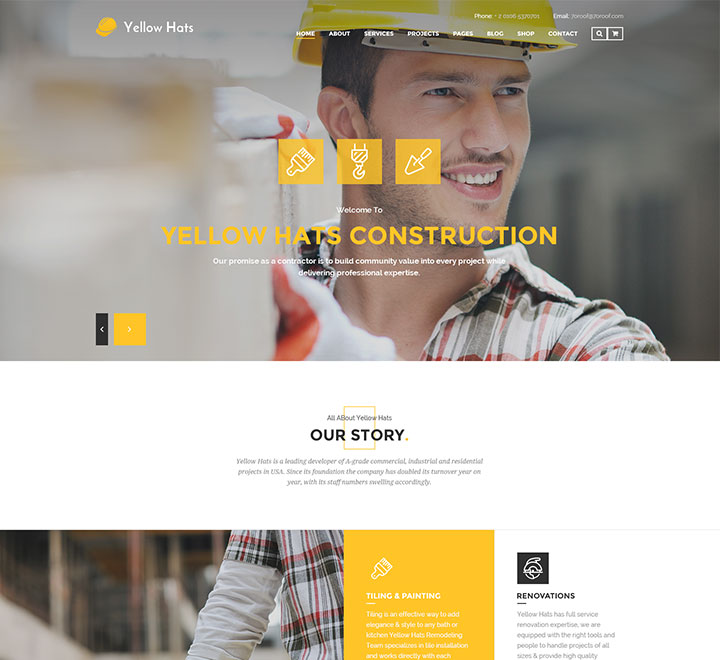 Phone: + 2 0106 5370701 Email: 7oroof@7oroof.com
Yellow Hats
HOME ABOUT SERVICES PROJECTS PAGES BLOG SHOP CONTACT
Welcome To
YELLOW HATS CONSTRUCTION
Our promise as a contractor is to build community value into every project while
delivering professional expertise.
All ABout Yellow Hats
OUR STORY.
Yellow Hats is a leading developer of A-grade commercial, industrial and residential
projects in USA. Since its foundation the company has doubled its turnover year on
year, with its staff numbers swelling accordingly.
TILING & PAINTING
Tiling is an effective way to add
elegance & style to any bath or
kitchen Yellow Hats Remodeling
Team specializes in tile installation
and works directly with each
RENOVATIONS
Yellow Hats has full service
renovation expertise, we are
equipped with the right tools and
people to handle projects of all
sizes & provide high quality